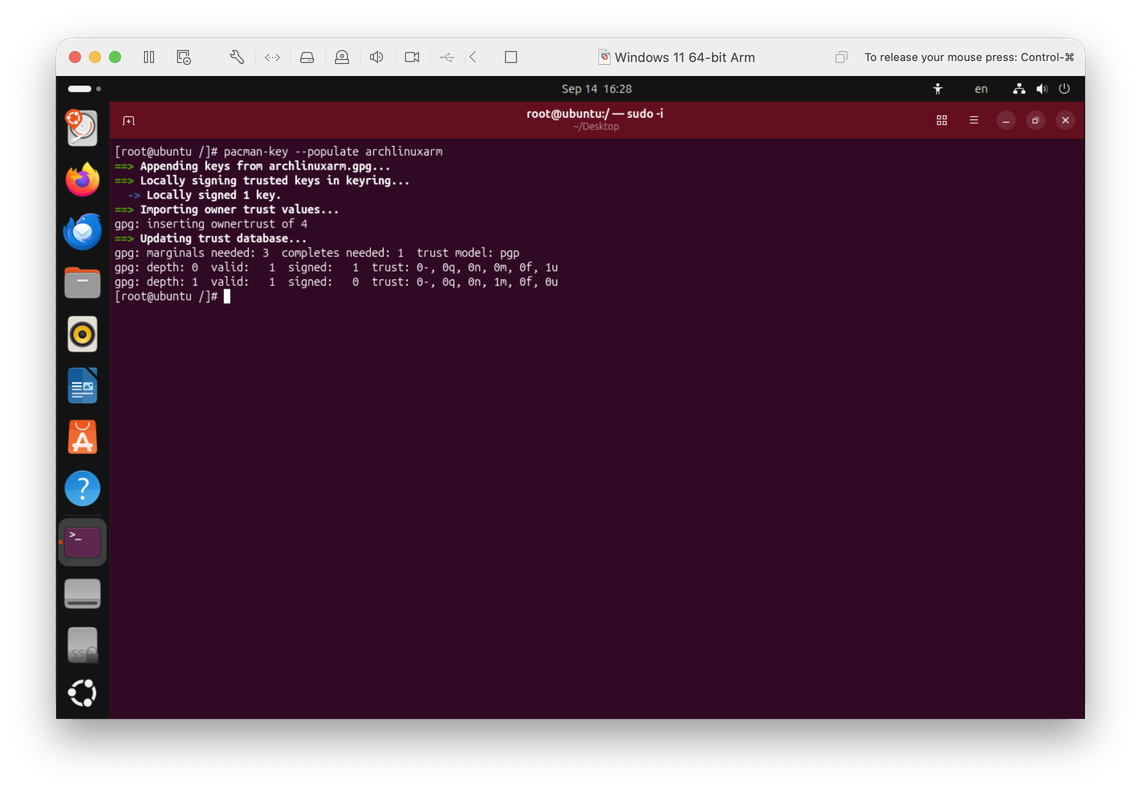 Windows 11 64-bit Arm
To release your mouse press: Control-⌘
Sep 14 16:28
en
root@ubuntu:/ — sudo -i
~/Desktop
[root@ubuntu /]# pacman-key --populate archlinuxarm
==> Appending keys from archlinuxarm.gpg...
==> Locally signing trusted keys in keyring...
  -> Locally signed 1 key.
==> Importing owner trust values...
gpg: inserting ownertrust of 4
==> Updating trust database...
gpg: marginals needed: 3  completes needed: 1  trust model: pgp
gpg: depth: 0  valid:   1  signed:   1  trust: 0-, 0q, 0n, 0m, 0f, 1u
gpg: depth: 1  valid:   1  signed:   0  trust: 0-, 0q, 0n, 1m, 0f, 0u
[root@ubuntu /]#